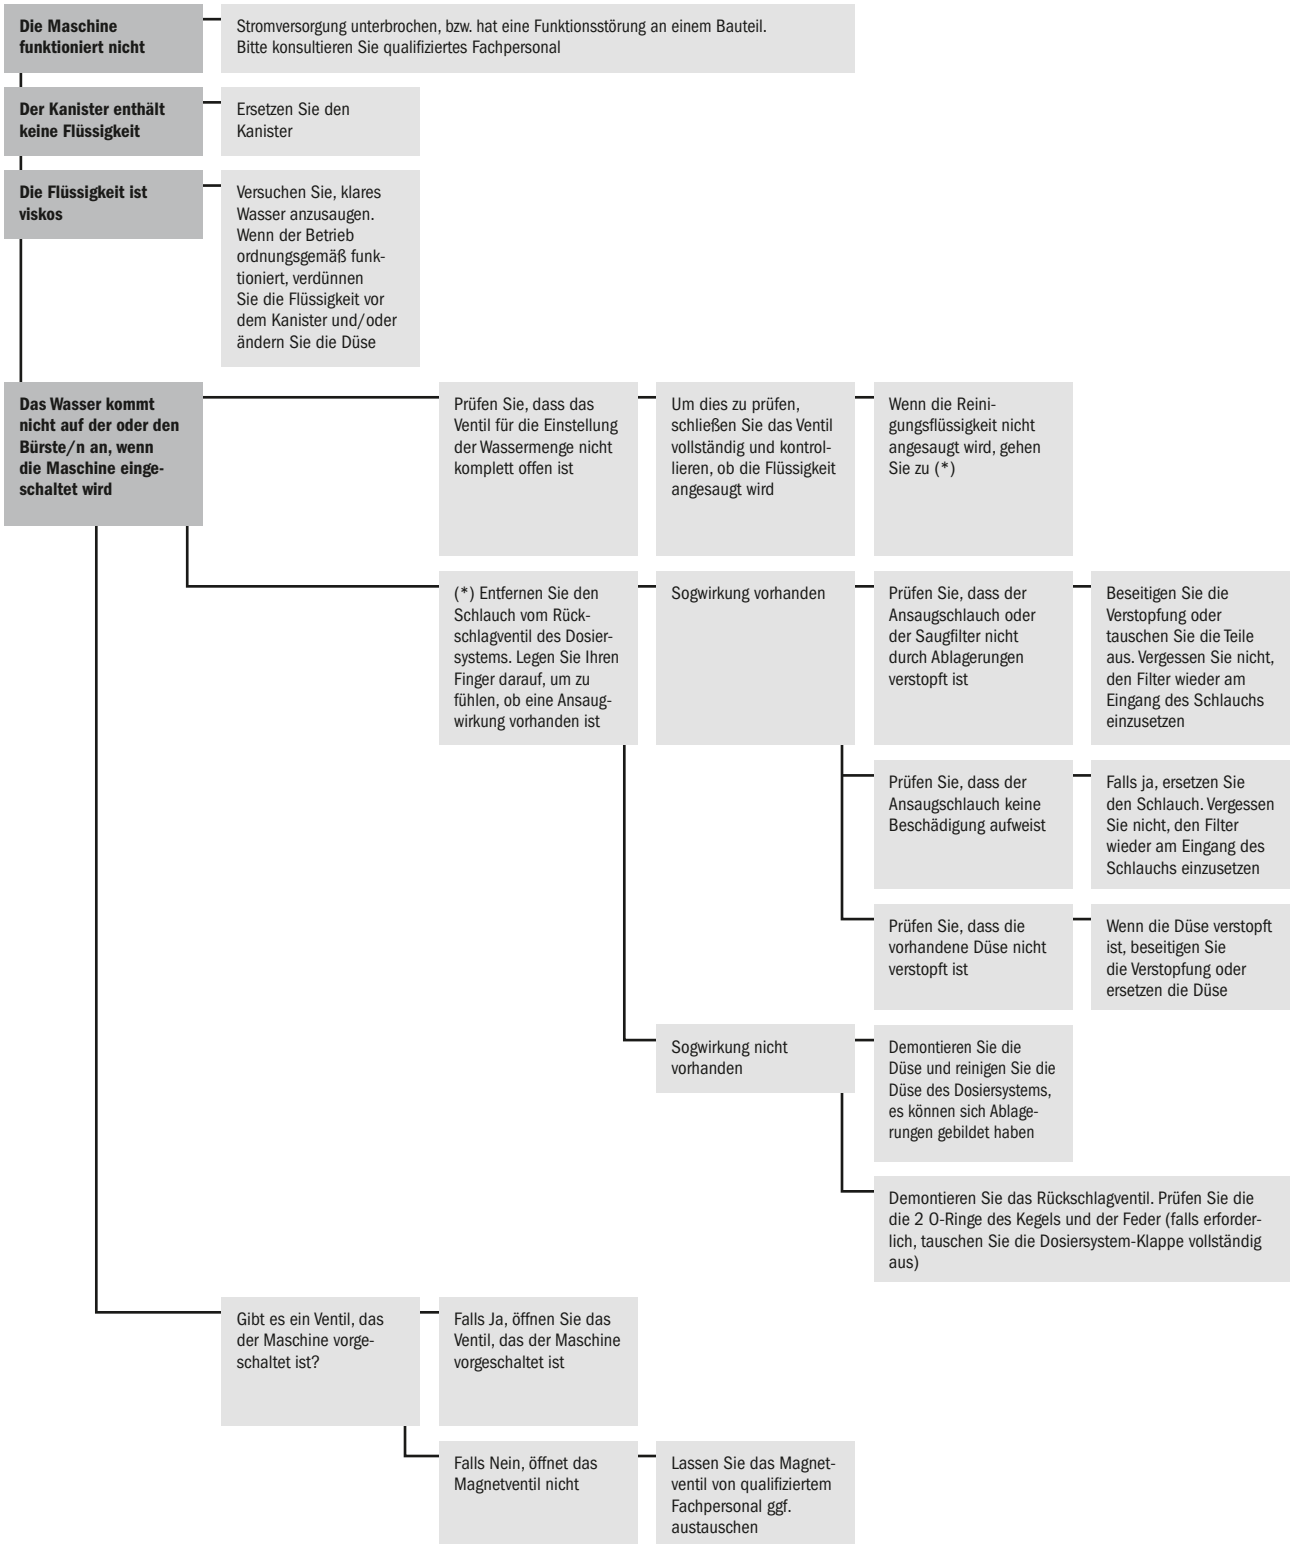 Die Maschine
funktioniert nicht
Stromversorgung unterbrochen, bzw. hat eine Funktionsstörung an einem Bauteil.
Bitte konsultieren Sie qualifiziertes Fachpersonal
Der Kanister enthält
keine Flüssigkeit
Ersetzen Sie den
Kanister
Die Flüssigkeit ist
viskos
Versuchen Sie, klares
Wasser anzusaugen.
Wenn der Betrieb
ordnungsgemäß funk-
tioniert, verdünnen
Sie die Flüssigkeit vor
dem Kanister und/oder
ändern Sie die Düse
Das Wasser kommt
nicht auf der oder den
Bürste/n an, wenn
die Maschine einge-
schaltet wird
Prüfen Sie, dass das
Ventil für die Einstellung
der Wassermenge nicht
komplett offen ist
Um dies zu prüfen,
schließen Sie das Ventil
vollständig und kontrol-
lieren, ob die Flüssigkeit
angesaugt wird
Wenn die Reini-
gungsflüssigkeit nicht
angesaugt wird, gehen
Sie zu (*)
(*) Entfernen Sie den
Schlauch vom Rück-
schlagventil des Dosier-
systems. Legen Sie Ihren
Finger darauf, um zu
fühlen, ob eine Ansaug-
wirkung vorhanden ist
Sogwirkung vorhanden
Prüfen Sie, dass der
Ansaugschlauch oder
der Saugfilter nicht
durch Ablagerungen
verstopft ist
Beseitigen Sie die
Verstopfung oder
tauschen Sie die Teile
aus. Vergessen Sie nicht,
den Filter wieder am
Eingang des Schlauchs
einzusetzen
Prüfen Sie, dass der
Ansaugschlauch keine
Beschädigung aufweist
Falls ja, ersetzen Sie
den Schlauch. Vergessen
Sie nicht, den Filter
wieder am Eingang des
Schlauchs einzusetzen
Prüfen Sie, dass die
vorhandene Düse nicht
verstopft ist
Wenn die Düse verstopft
ist, beseitigen Sie
die Verstopfung oder
ersetzen die Düse
Sogwirkung nicht
vorhanden
Demontieren Sie die
Düse und reinigen Sie die
Düse des Dosiersystems,
es können sich Ablage-
rungen gebildet haben
Demontieren Sie das Rückschlagventil. Prüfen Sie die
die 2 O-Ringe des Kegels und der Feder (falls erforder-
lich, tauschen Sie die Dosiersystem-Klappe vollständig
aus)
Gibt es ein Ventil, das
der Maschine vorge-
schaltet ist?
Falls Ja, öffnen Sie das
Ventil, das der Maschine
vorgeschaltet ist
Falls Nein, öffnet das
Magnetventil nicht
Lassen Sie das Magnet-
ventil von qualifiziertem
Fachpersonal ggf.
austauschen